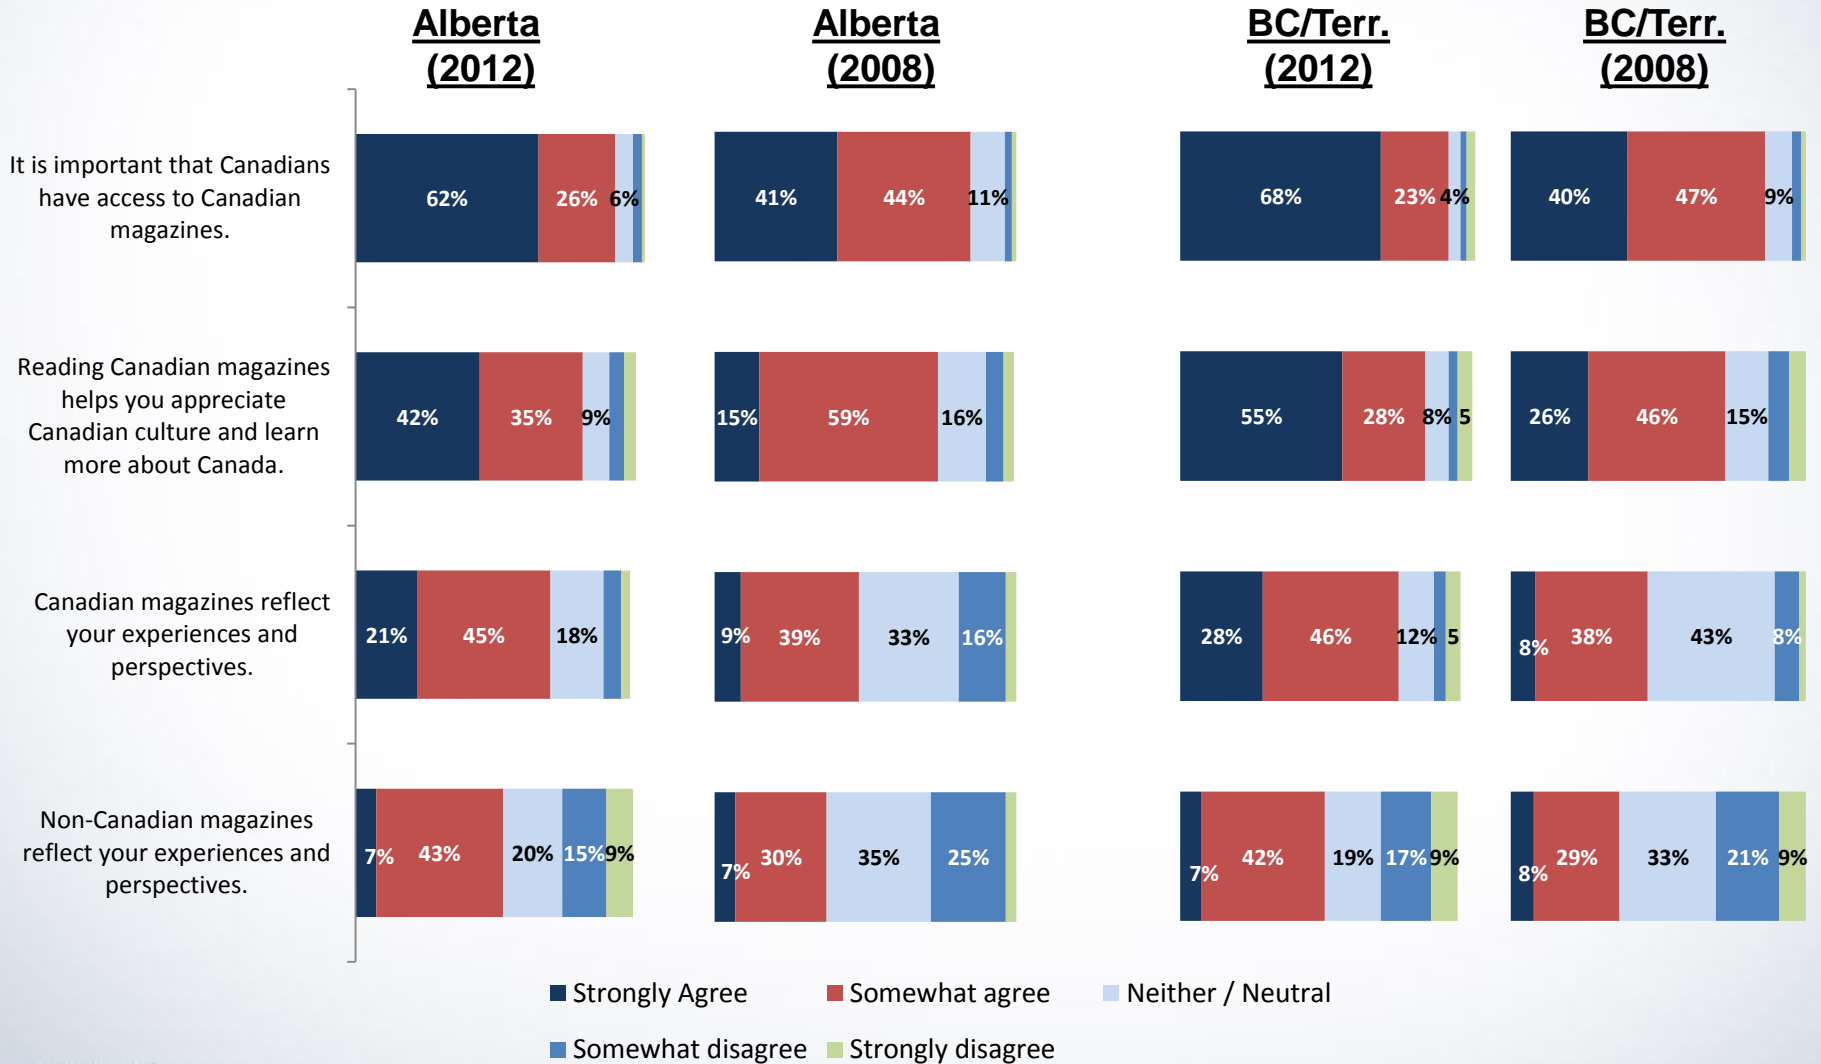 Alberta
(2012)
Alberta
(2008)
BC/Terr.
(2012)
BC/Terr.
(2008)
It is important that Canadians
have access to Canadian
magazines.
62% 26% 6%
41% 44% 11%
68% 23% 4%
40% 47% 9%
Reading Canadian magazines
helps you appreciate
Canadian culture and learn
more about Canada.
42% 35% 9%
15% 59% 16%
55% 28% 8% 5
26% 46% 15%
Canadian magazines reflect
your experiences and
perspectives.
21% 45% 18%
9% 39% 33% 16%
28% 46% 12% 5
8% 38% 43% 8%
Non-Canadian magazines
reflect your experiences and
perspectives.
7% 43% 20% 15% 9%
7% 30% 35% 25%
7% 42% 19% 17% 9%
8% 29% 33% 21% 9%
Strongly Agree Somewhat agree Neither / Neutral
Somewhat disagree Strongly disagree